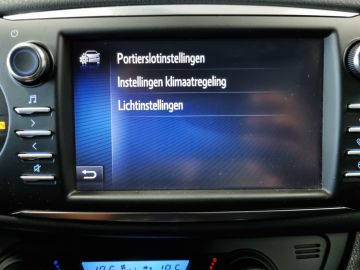 Portierslotinstellingen
Instellingen klimaatregeling
Lichtinstellingen